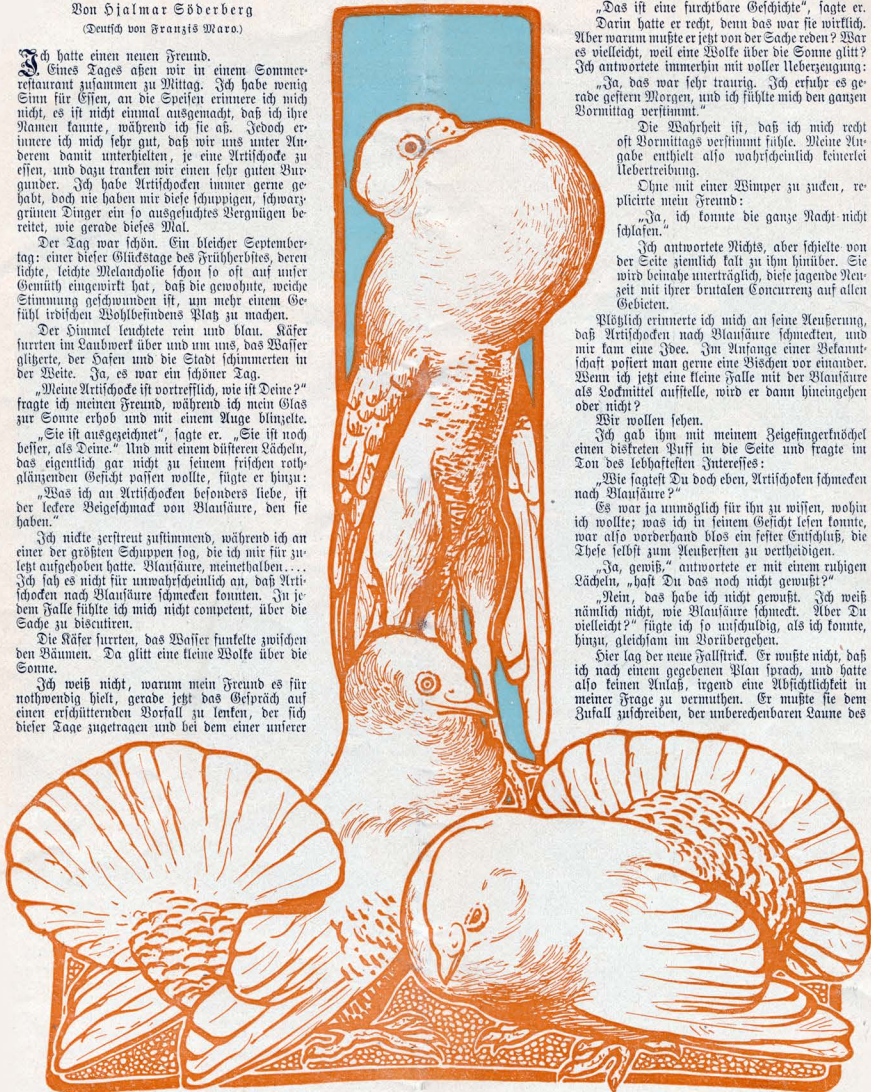 Von Hjalmar Söderberg
(Deutsch von Franzis Maro.)
Ich hatte einen neuen Freund.
Eines Tages aßen wir in einem Sommer-
restaurant zusammen zu Mittag. Ich habe wenig
Sinn für Essen, an die Speisen erinnere ich mich
nicht, es ist nicht einmal ausgemacht, daß ich ihre
Namen kannte, während ich sie aß. Jedoch er-
innere ich mich sehr gut, daß wir uns unter An-
derem damit unterhielten, je eine Artischocke zu
essen, und dazu tranken wir einen sehr guten Bur-
gunder. Ich habe Artischocken immer gerne ge-
habt, doch nie haben mir diese schuppigen, schwarz-
grünen Dinger ein so ausgesuchtes Vergnügen be-
reitet, wie gerade dieses Mal.
Der Tag war schön. Ein bleicher September-
tag: einer dieser Glückstage des Frühherbstes, deren
lichte, leichte Melancholie schon so oft auf unser
Gemüth eingewirkt hat, daß die gewohnte, weiche
Stimmung geschwunden ist, um mehr einem Ge-
fühl irdischen Wohlbefindens Platz zu machen.
Der Himmel leuchtete rein und blau. Käfer
surrten im Laubwerk über und um uns, das Wasser
glitzerte, der Hafen und die Stadt schimmerten in
der Weite. Ja, es war ein schöner Tag.
„Meine Artischocke ist vortrefflich, wie ist Deine?“
fragte ich meinen Freund, während ich mein Glas
zur Sonne erhob und mit einem Auge blinzelte.
„Sie ist ausgezeichnet“, sagte er. „Sie ist noch
besser, als Deine.“ Und mit einem düsteren Lächeln,
das eigentlich gar nicht zu seinem frischen roth-
glänzenden Gesicht passen wollte, fügte er hinzu:
„Was ich an Artischocken besonders liebe, ist
der leckere Beigeschmack von Blausäure, den sie
haben.“
Ich nickte zerstreut zustimmend, während ich an
einer der größten Schuppen sog, die ich mir für zu-
letzt aufgehoben hatte. Blausäure, meinethalben....
Ich sah es nicht für unwahrscheinlich an, daß Arti-
schocken nach Blausäure schmecken konnten. In je-
dem Falle fühlte ich mich nicht competent, über die
Sache zu discutiren.
Die Käfer surrten, das Wasser funkelte zwischen
den Bäumen. Da glitt eine kleine Wolke über die
Sonne.
Ich weiß nicht, warum mein Freund es für
nothwendig hielt, gerade jetzt das Gespräch auf
einen erschütternden Vorfall zu lenken, der sich
dieser Tage zugetragen und bei dem einer unserer
„Das ist eine furchtbare Geschichte“, sagte er.
Darin hatte er recht, denn das war sie wirklich.
Aber warum mußte er jetzt von der Sache reden? War
es vielleicht, weil eine Wolke über die Sonne glitt?
Ich antwortete immerhin mit voller Ueberzeugung:
„Ja, das war sehr traurig. Ich erfuhr es ge-
rade gestern Morgen, und ich fühlte mich den ganzen
Vormittag verstimmt.“
Die Wahrheit ist, daß ich mich recht
oft Vormittags verstimmt fühle. Meine An-
gabe enthielt also wahrscheinlich keinerlei
Uebertreibung.
Ohne mit einer Wimper zu zucken, re-
plicirte mein Freund:
„Ja, ich konnte die ganze Nacht nicht
schlafen.“
Ich antwortete Nichts, aber schielte von
der Seite ziemlich kalt zu ihm hinüber. Sie
wird beinahe unerträglich, diese jagende Neu-
zeit mit ihrer brutalen Concurrenz auf allen
Gebieten.
Plötzlich erinnerte ich mich an seine Aeußerung,
daß Artischocken nach Blausäure schmeckten, und
mir kam eine Idee. Im Anfange einer Bekannt-
schaft posiert man gerne eine Bischen vor einander.
Wenn ich jetzt eine kleine Falle mit der Blausäure
als Lockmittel aufstelle, wird er dann hineingehen
oder nicht?
Wir wollen sehen.
Ich gab ihm mit meinem Zeigefingerknöchel
einen diskreten Puff in die Seite und fragte im
Ton des lebhaftesten Interesses:
„Wie sagtest Du doch eben, Artischoken schmecken
nach Blausäure?“
Es war ja unmöglich für ihn zu wissen, wohin
ich wollte; was ich in seinem Gesicht lesen konnte,
war also vorderhand blos ein fester Entschluß, die
These selbst zum Aeußersten zu vertheidigen.
„Ja, gewiß,“ antwortete er mit einem ruhigen
Lächeln, „hast Du das noch nicht gewußt?“
„Nein, das habe ich nicht gewußt. Ich weiß
nämlich nicht, wie Blausäure schmeckt. Aber Du
vielleicht?“ fügte ich so unschuldig, als ich konnte,
hinzu, gleichsam im Vorübergehen.
Hier lag der neue Fallstrick. Er wußte nicht, daß
ich nach einem gegebenen Plan sprach, und hatte
also keinen Anlaß, irgend eine Absichtlichkeit in
meiner Frage zu vermuthen. Er mußte sie dem
Zufall zuschreiben, der unberechenbaren Laune des